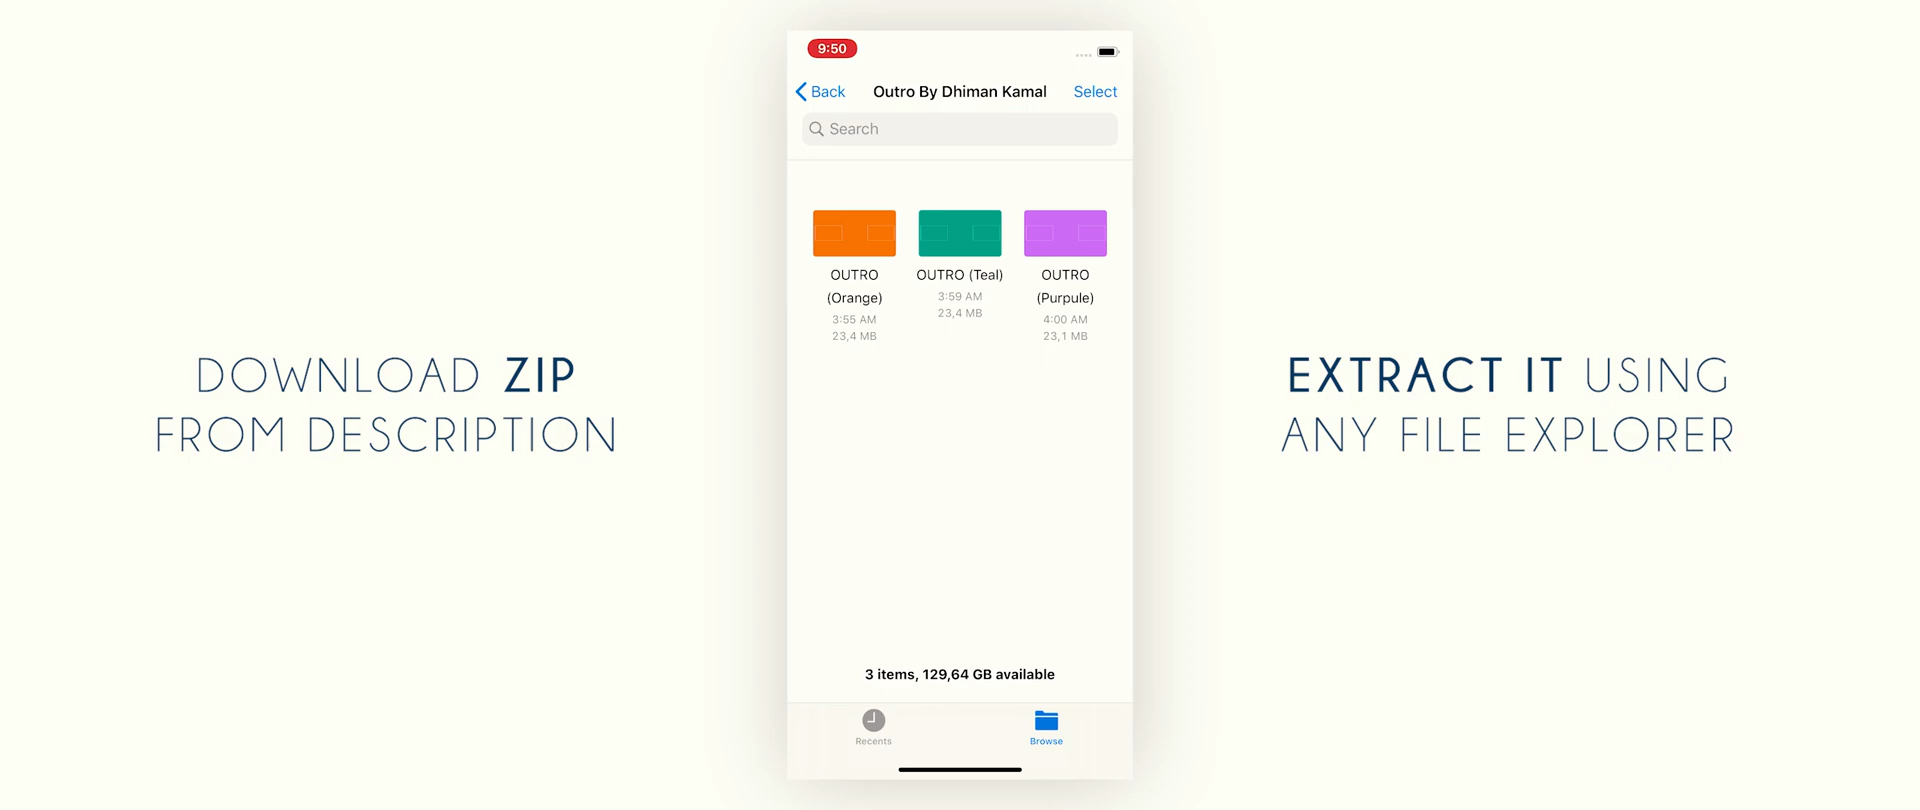 DOWNLOAD ZIP
FROM DESCRIPTION
9:50
Back
Outro By Dhiman Kamal
Select
Search
OUTRO
(Orange)
3:55 AM
23,4 MB
OUTRO (Teal)
3:59 AM
23,4 MB
OUTRO
(Purpule)
4:00 AM
23,1 MB
3 items, 129,64 GB available
Recents
Browse
EXTRACT IT USING
ANY FILE EXPLORER